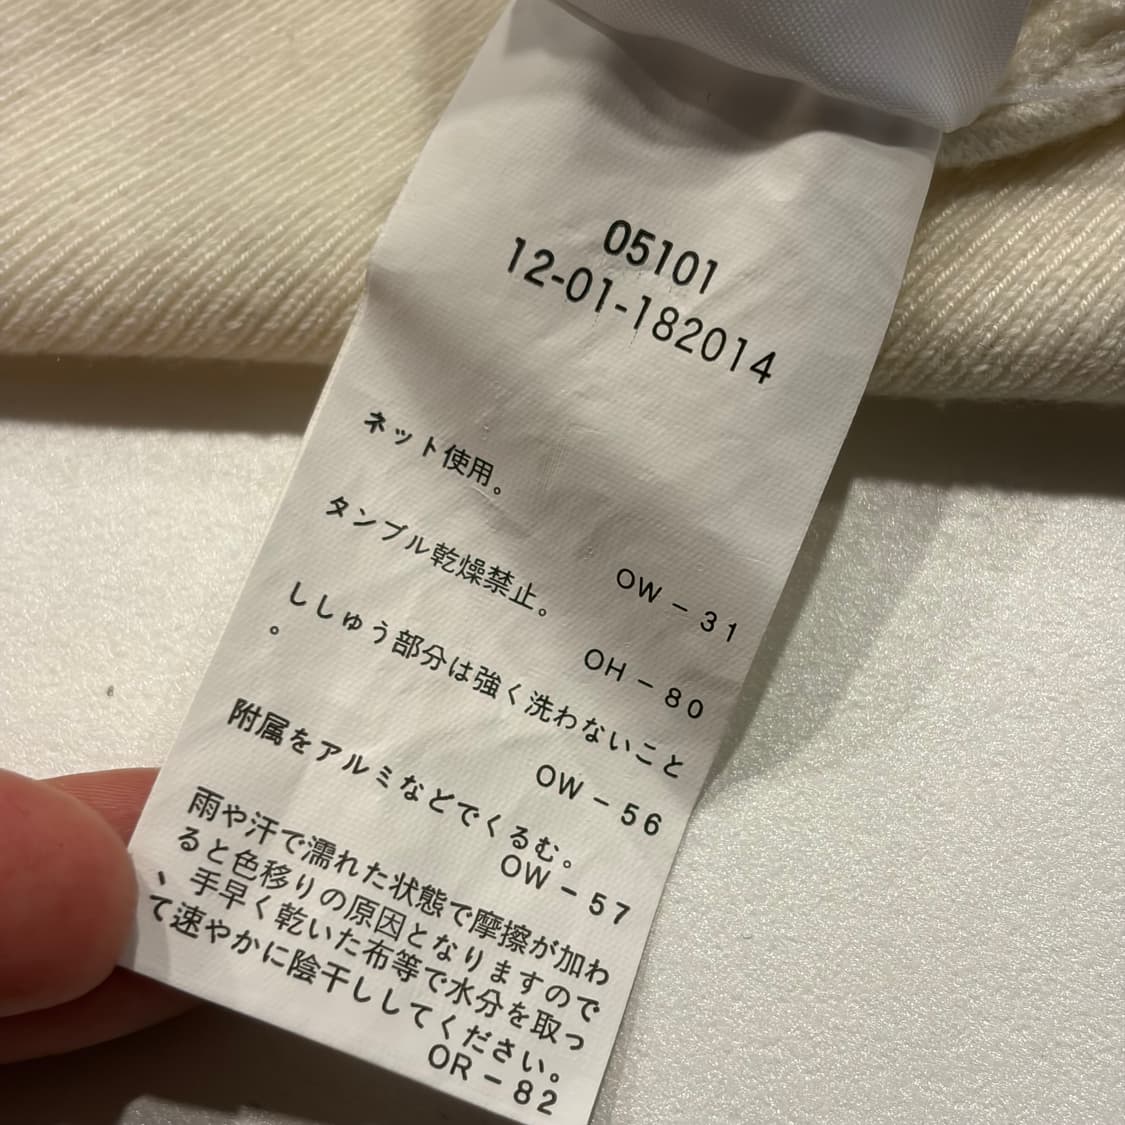 05101
12-01-182014
ネット使用。
OW－31
タンブル乾燥禁止。
OH－80
ししゅう部分は強く洗わないこと
。
OW－56
附属をアルミなどでくるむ。
OW－57
雨や汗で濡れた状態で摩擦が加わ
ると色移りの原因となりますので
、手早く乾いた布等で水分を取っ
て速やかに陰干ししてください。
OR－82